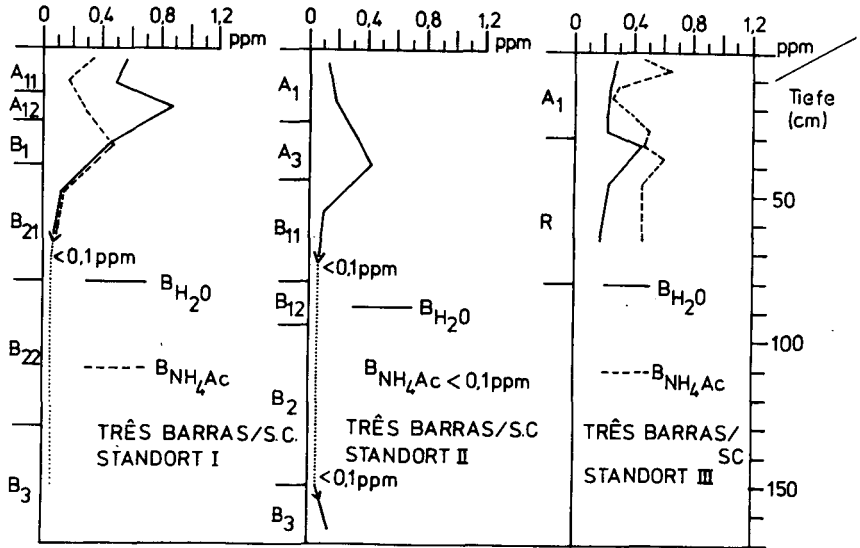 0 0,4 0,8 1,2
ppm
A11
A12
B1
B21
<0,1ppm
BH2O
B22
BNH4Ac
TRÊS BARRAS/S.C.
STANDORT I
B3
0 0,4 0,8 1,2
ppm
A1
A3
B11
<0,1ppm
B12
BH2O
BNH4Ac<0,1ppm
B2
TRÊS BARRAS/S.C
STANDORT II
<0,1ppm
B3
0 0,4 0,8 1,2
ppm
Tiefe
(cm)
A1
50
R
BH2O
100
BNH4Ac
TRÊS BARRAS/
SC
STANDORT III
150